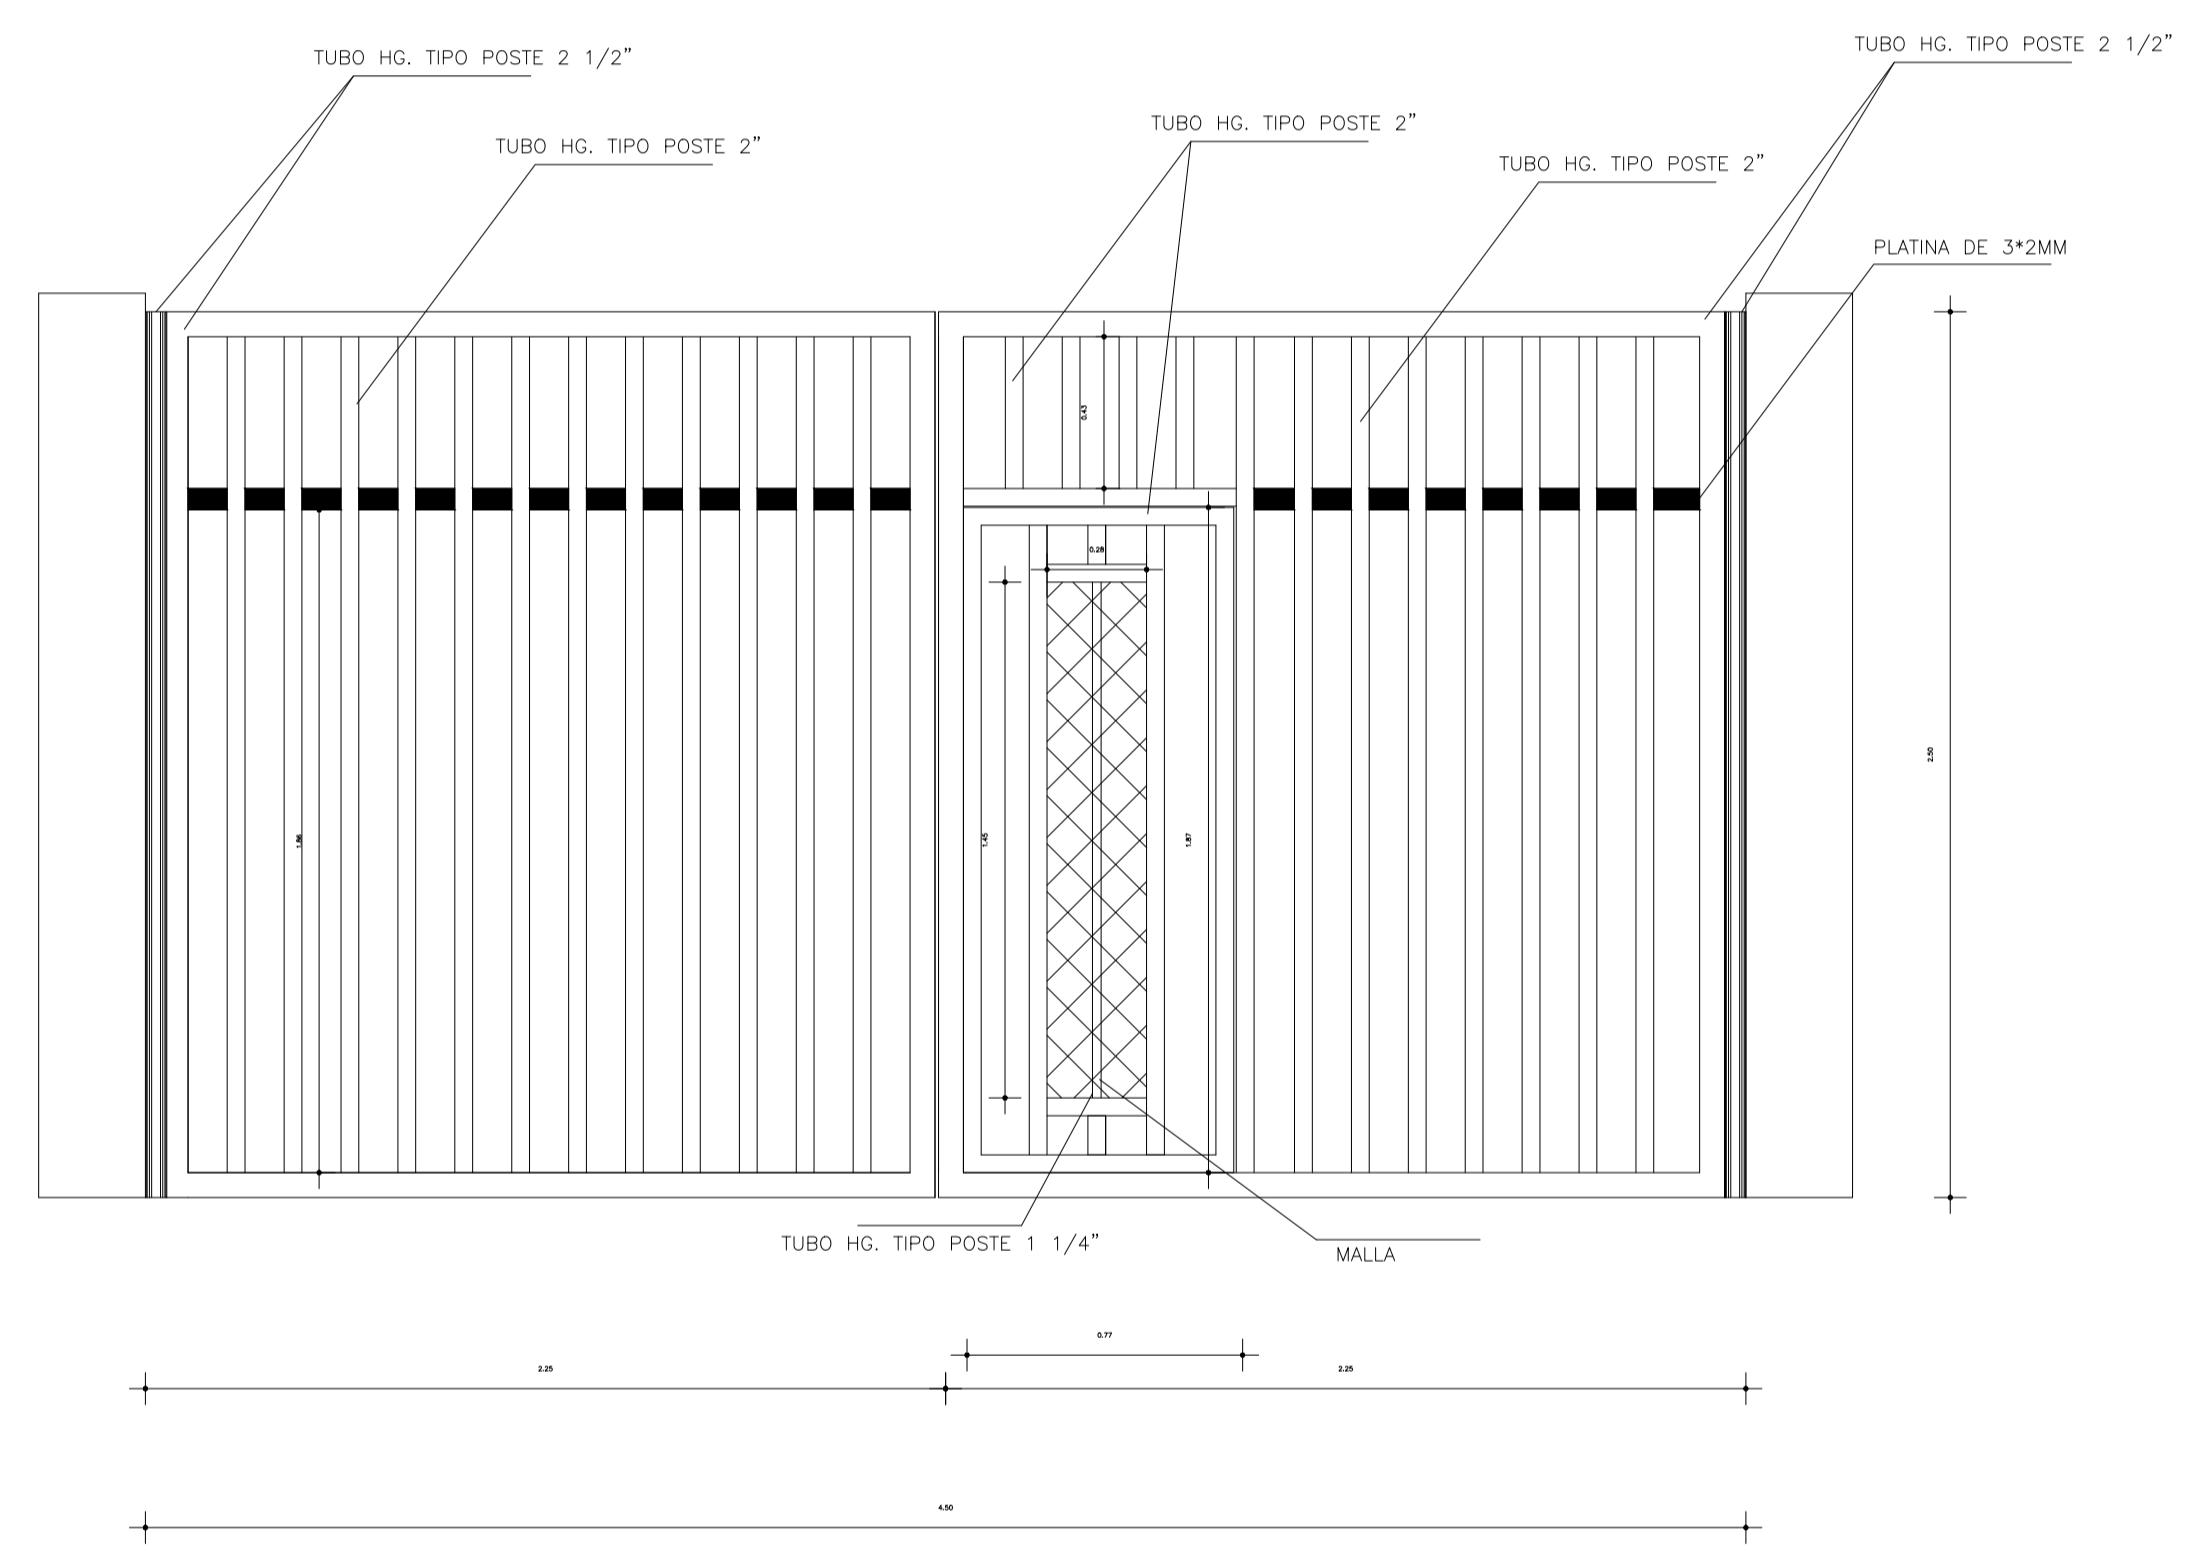 TUBO HG. TIPO POSTE 2 1/2”
TUBO HG. TIPO POSTE 2 1/2”
TUBO HG. TIPO POSTE 2”
TUBO HG. TIPO POSTE 2”
TUBO HG. TIPO POSTE 2”
PLATINA DE 3*2MM
0.43
0.28
2.50
1.86
1.45
1.87
TUBO HG. TIPO POSTE 1 1/4”
MALLA
0.77
2.25
2.25
4.50